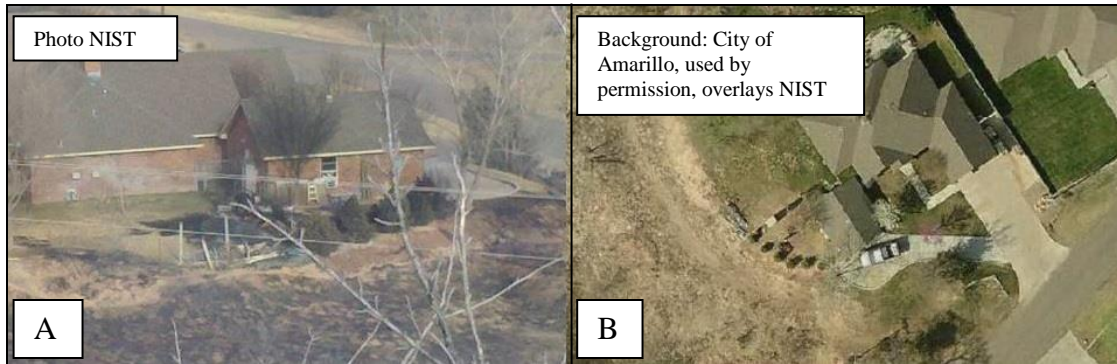 Photo NIST
A
Background: City of
Amarillo, used by
permission, overlays NIST
B